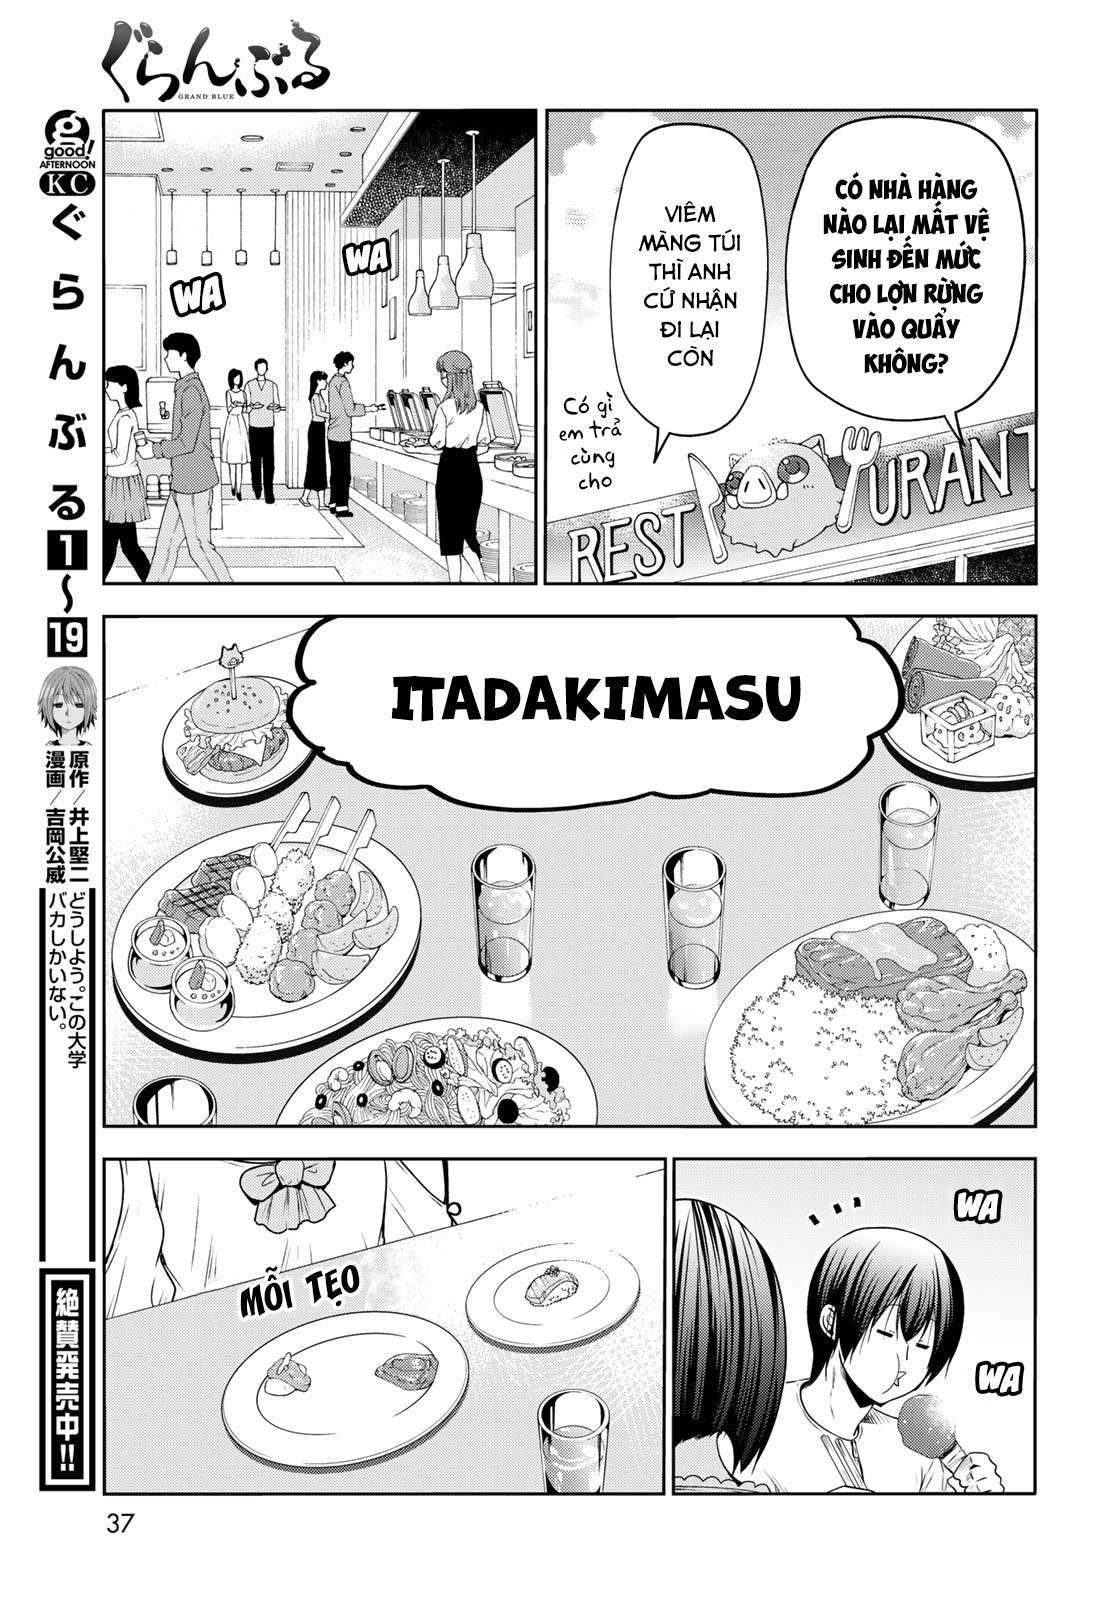 ぐらんぶる
GRAND BLUE
good!
AFTERNOON
KC
ぐらんぶる
1〜19
原作/井上堅二
漫画/吉岡公威
どうしよう。この大学
バカしかいない。
絶賛発売中!!
CÓ NHÀ HÀNG
NÀO LẠI MẤT VỆ
SINH ĐẾN MỨC
CHO LỢN RỪNG
VÀO QUẨY
KHÔNG?
VIÊM
MÀNG TÚI
THÌ ANH
CỨ NHẬN
ĐI LẠI
CÒN
Có gì
em trả
cùng
cho
REST URANT
WA
WA
ITADAKIMASU
WA
WA
MỖI TẸO
37